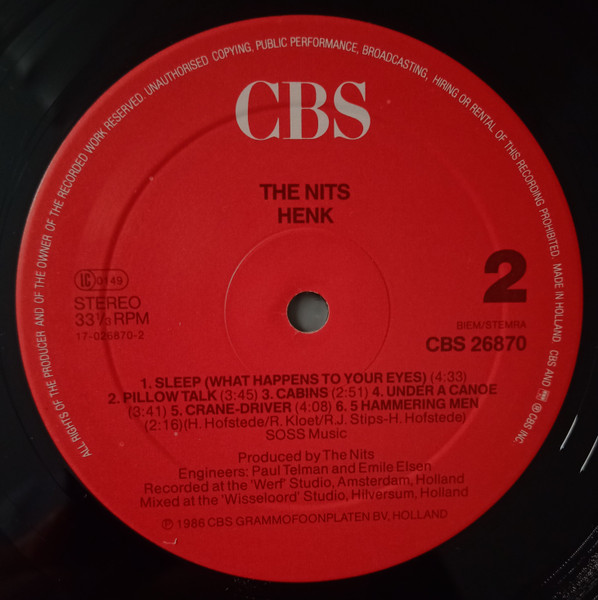 ALL RIGHTS OF THE PRODUCER AND OF THE OWNER OF THE RECORDED WORK RESERVED. UNAUTHORISED COPYING, PUBLIC PERFORMANCE, BROADCASTING, HIRING OR RENTAL OF THIS RECORDING PROHIBITED. MADE IN HOLLAND. CBS AND ® CBS INC.
CBS
THE NITS
HENK
2
IC 0149
STEREO
33⅓ RPM
17-026870-2
BIEM/STEMRA
CBS 26870
1. SLEEP (WHAT HAPPENS TO YOUR EYES) (4:33)
2. PILLOW TALK (3:45) 3. CABINS (2:51) 4. UNDER A CANOE
(3:41) 5. CRANE-DRIVER (4:08) 6. 5 HAMMERING MEN
(2:16)(H. Hofstede/R. Kloet/R.J. Stips-H. Hofstede)
SOSS Music
Produced by The Nits
Engineers: Paul Telman and Emile Elsen
Recorded at the 'Werf' Studio, Amsterdam, Holland
Mixed at the 'Wisseloord' Studio, Hilversum, Holland
℗ 1986 CBS GRAMMOFOONPLATEN BV, HOLLAND